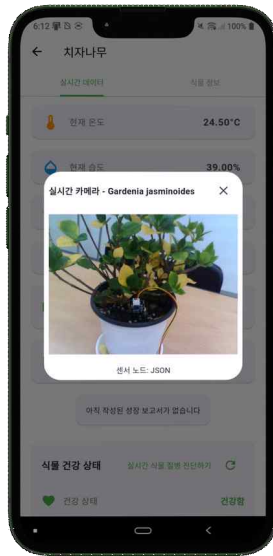 6:12
100%
치자나무
실시간 데이터
식물 정보
현재 온도
24.50°C
현재 습도
39.00%
실시간 카메라 - Gardenia jasminoides
센서 노드: JSON
아직 작성된 성장 보고서가 없습니다
식물 건강 상태
실시간 식물 질병 진단하기
건강 상태
건강함